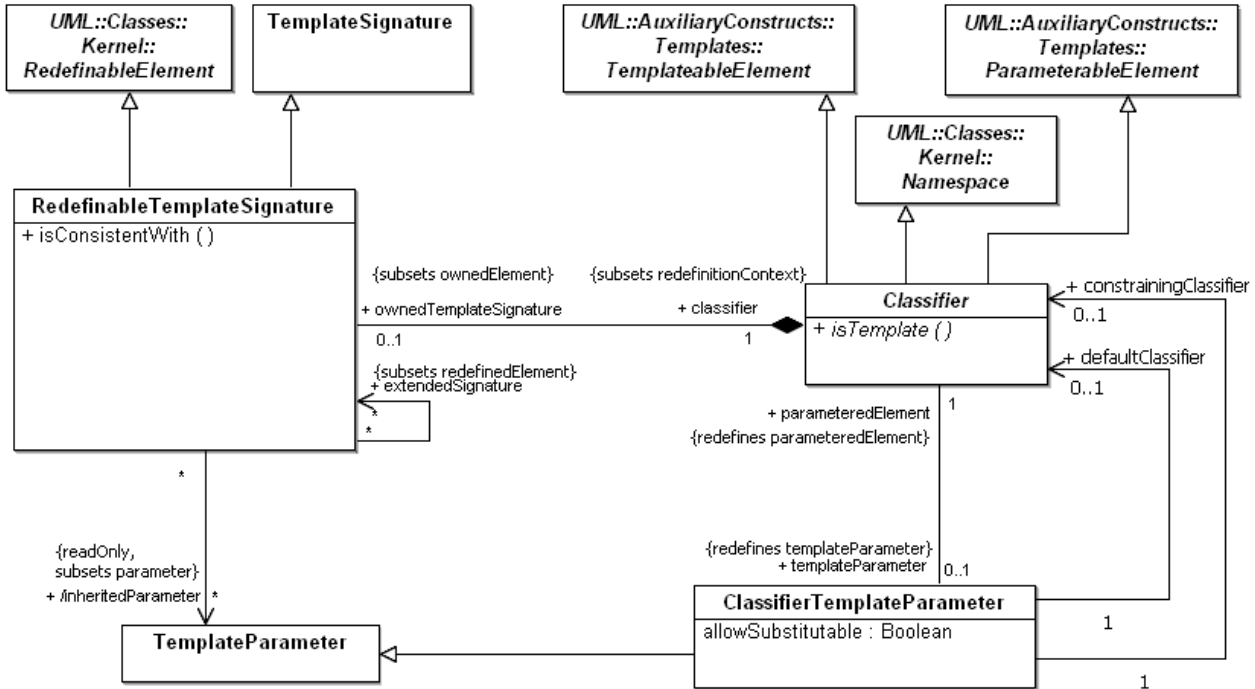 UML::Classes::
Kernel::
RedefinableElement
TemplateSignature
UML::AuxiliaryConstructs::
Templates::
TemplateableElement
UML::AuxiliaryConstructs::
Templates::
ParameterableElement
UML::Classes::
Kernel::
Namespace
RedefinableTemplateSignature
+ isConsistentWith ( )
{subsets ownedElement}
{subsets redefinitionContext}
+ ownedTemplateSignature
+ classifier
0..1
1
Classifier
+ isTemplate ( )
+ constrainingClassifier
0..1
+ defaultClassifier
0..1
{subsets redefinedElement}
+ extendedSignature
*
*
+ parameteredElement
1
{redefines parameteredElement}
*
{readOnly,
subsets parameter}
+ /inheritedParameter
*
{redefines templateParameter}
+ templateParameter
0..1
TemplateParameter
ClassifierTemplateParameter
allowSubstitutable : Boolean
1
1